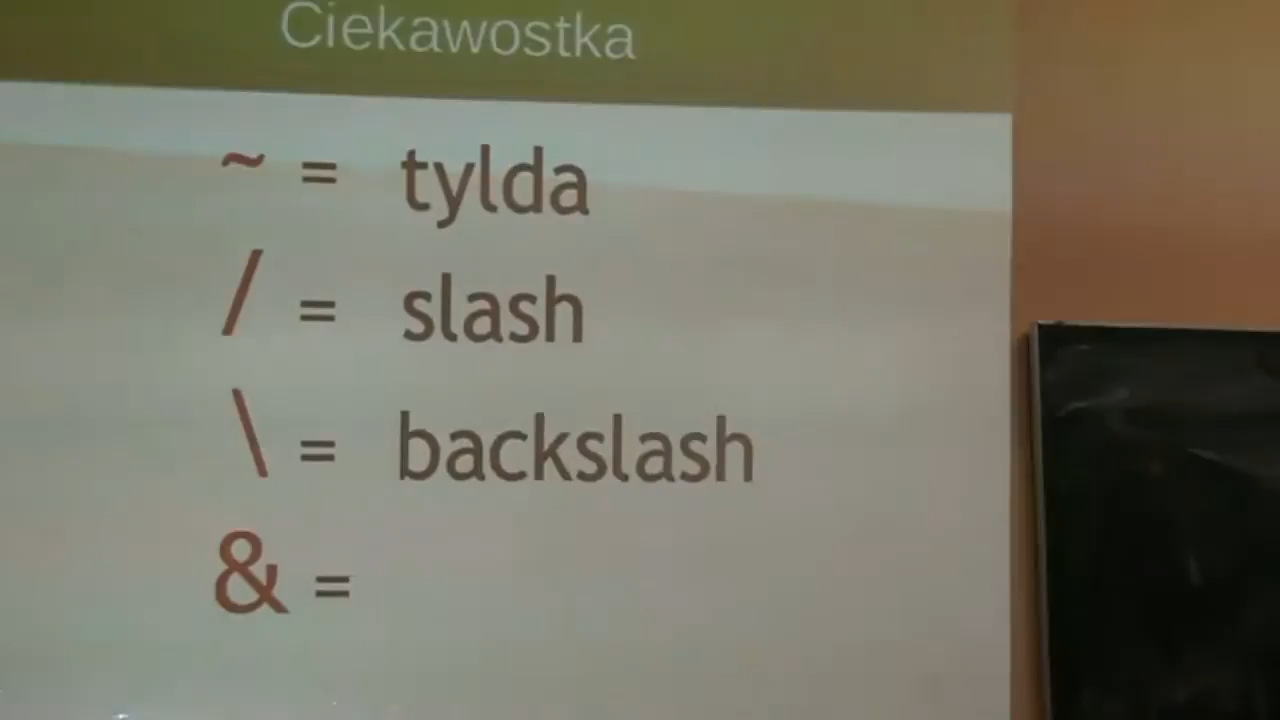 Ciekawostka
~ = tylda
/ = slash
\ = backslash
& =